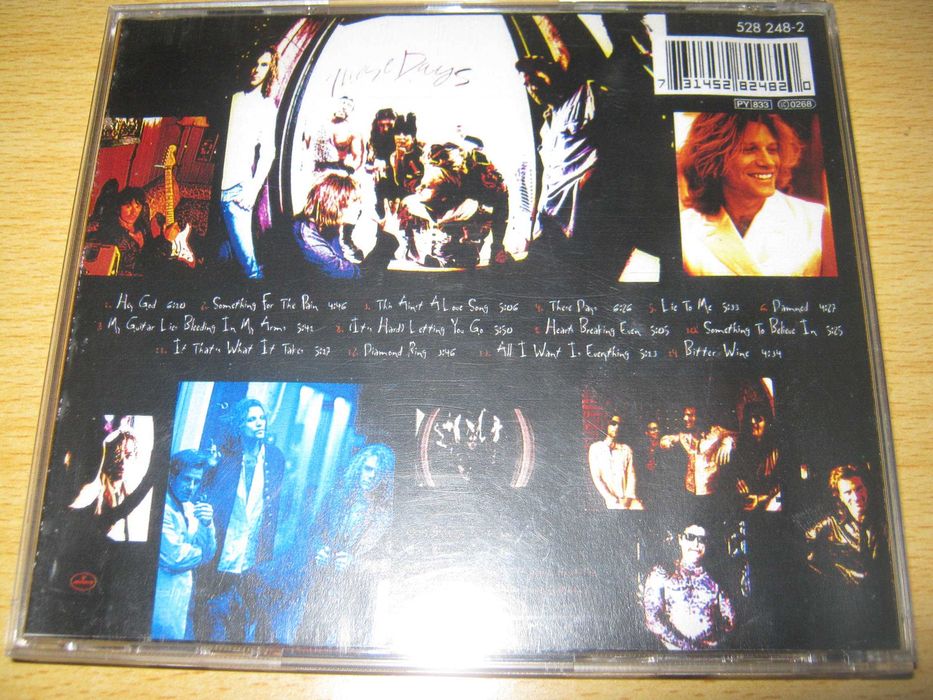 528 248-2
These Days
7 31452 82482 0
PY 833 LC 0268
1. Hey God 6:10 2. Something For The Pain 4:46 3. This Ain't A Love Song 5:06 4. These Days 6:26 5. Lie To Me 5:33 6. Damned 4:27
7. My Guitar Lies Bleeding In My Arms 5:41 8. (It's Hard) Letting You Go 5:50 9. Hearts Breaking Even 5:05 10. Something To Believe In 5:25
11. If That's What It Takes 5:17 12. Diamond Ring 3:46 13. All I Want Is Everything 5:23 14. Bitter Wine 4:34